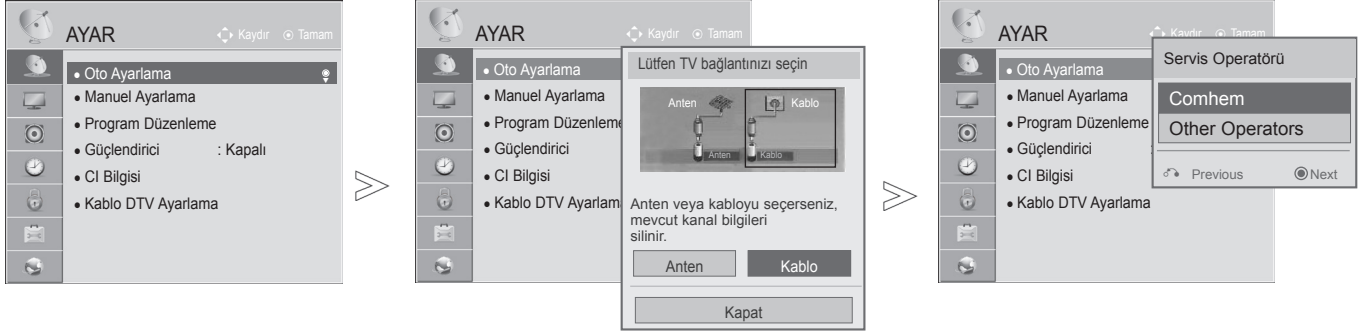 AYAR
Kaydır Tamam
• Oto Ayarlama
• Manuel Ayarlama
• Program Düzenleme
• Güçlendirici : Kapalı
• CI Bilgisi
• Kablo DTV Ayarlama
AYAR
Kaydır Tamam
• Oto Ayarlama
• Manuel Ayarlama
• Program Düzenleme
• Güçlendirici
• CI Bilgisi
• Kablo DTV Ayarlam
Lütfen TV bağlantınızı seçin
Anten Kablo
Anten Kablo
Anten veya kabloyu seçerseniz,
mevcut kanal bilgileri
silinir.
Anten Kablo
Kapat
AYAR
Kaydır Tamam
• Oto Ayarlama
• Manuel Ayarlama
• Program Düzenleme
• Güçlendirici
• CI Bilgisi
• Kablo DTV Ayarlama
Servis Operatörü
Comhem
Other Operators
Previous Next